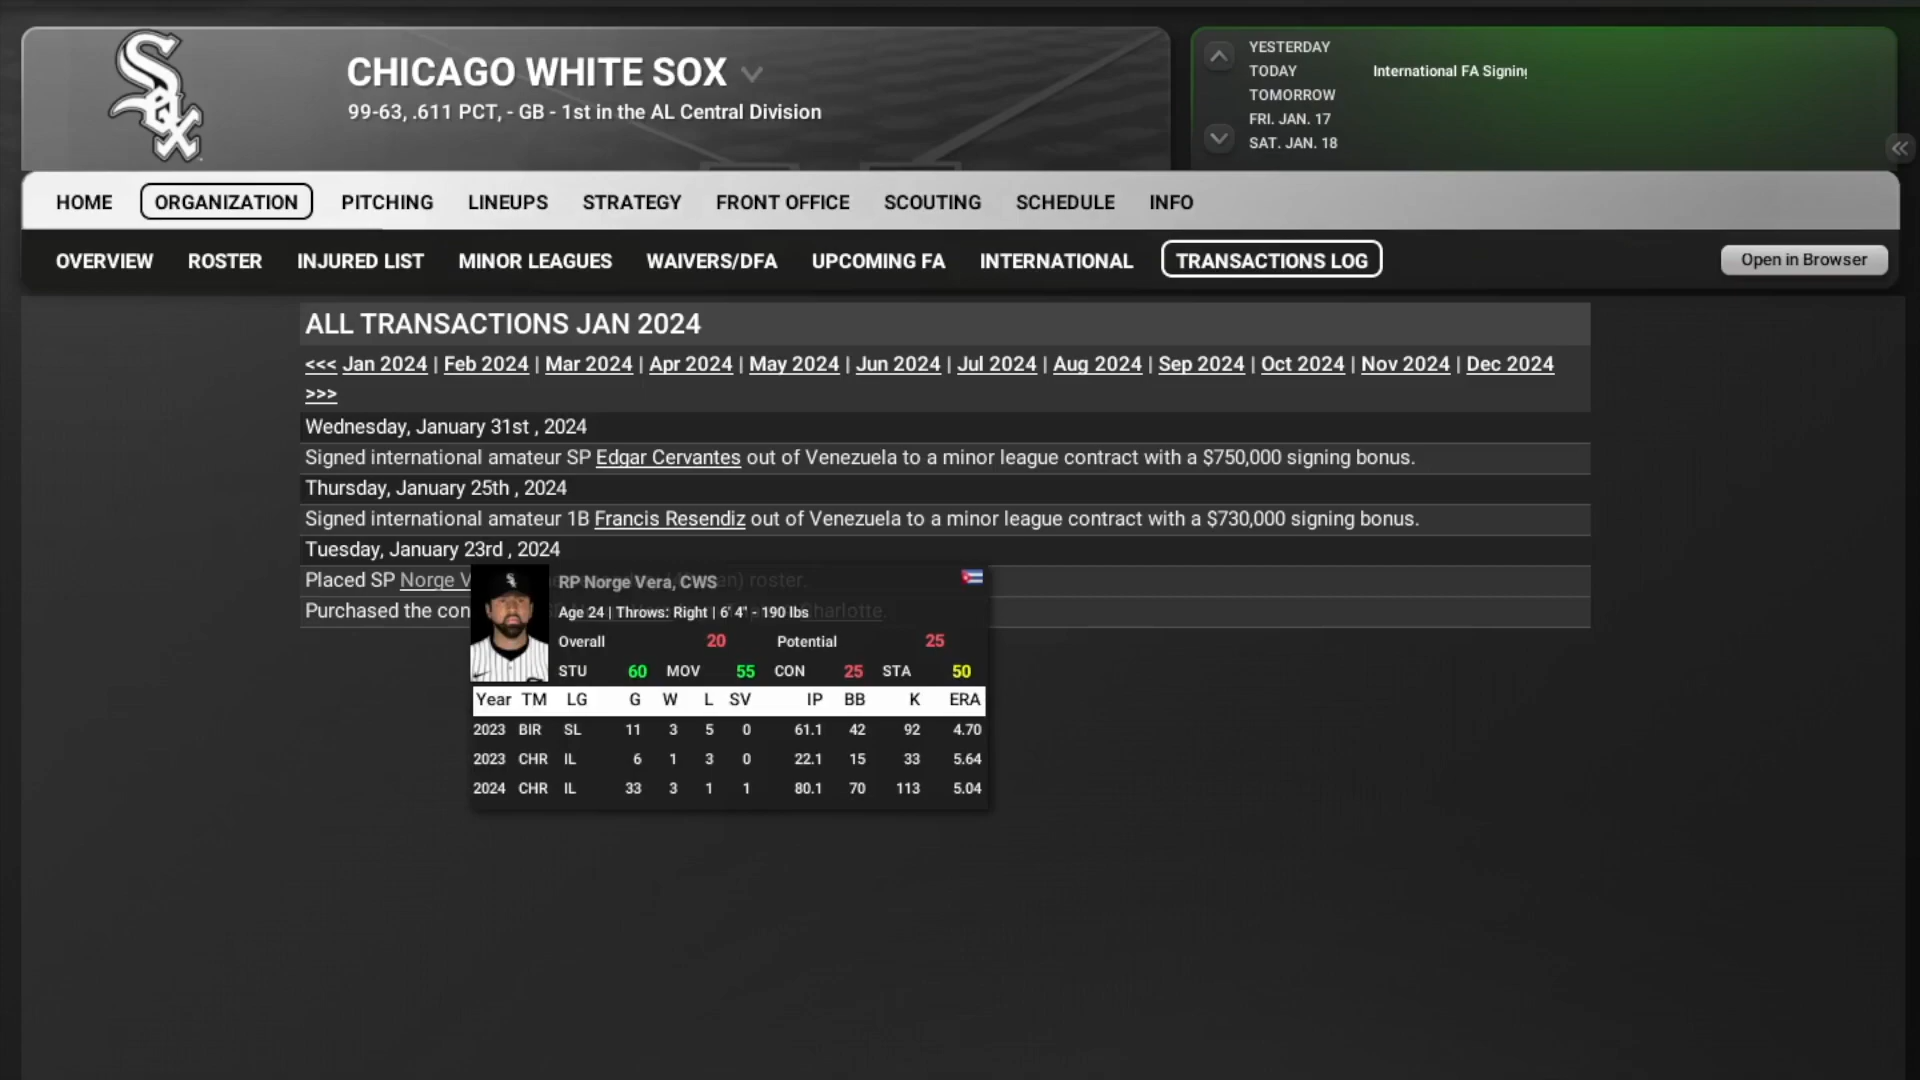 CHICAGO WHITE SOX
99-63, .611 PCT, - GB - 1st in the AL Central Division
YESTERDAY
TODAY International FA Signing
TOMORROW
FRI. JAN. 17
SAT. JAN. 18
HOME ORGANIZATION PITCHING LINEUPS STRATEGY FRONT OFFICE SCOUTING SCHEDULE INFO
OVERVIEW ROSTER INJURED LIST MINOR LEAGUES WAIVERS/DFA UPCOMING FA INTERNATIONAL TRANSACTIONS LOG Open in Browser
ALL TRANSACTIONS JAN 2024
<<< Jan 2024 | Feb 2024 | Mar 2024 | Apr 2024 | May 2024 | Jun 2024 | Jul 2024 | Aug 2024 | Sep 2024 | Oct 2024 | Nov 2024 | Dec 2024
>>>
Wednesday, January 31st , 2024
Signed international amateur SP Edgar Cervantes out of Venezuela to a minor league contract with a $750,000 signing bonus.
Thursday, January 25th , 2024
Signed international amateur 1B Francis Resendiz out of Venezuela to a minor league contract with a $730,000 signing bonus.
Tuesday, January 23rd , 2024
Placed SP Norge V roster.
Purchased the con Charlotte.
RP Norge Vera, CWS
Age 24 | Throws: Right | 6' 4" - 190 lbs
Overall 20 Potential 25
STU 60 MOV 55 CON 25 STA 50
Year TM LG G W L SV IP BB K ERA
2023 BIR SL 11 3 5 0 61.1 42 92 4.70
2023 CHR IL 6 1 3 0 22.1 15 33 5.64
2024 CHR IL 33 3 1 1 80.1 70 113 5.04